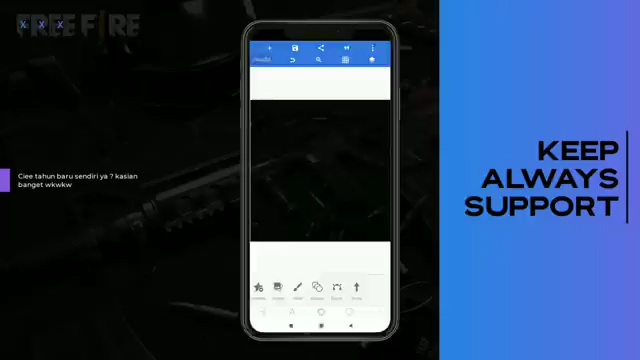 FREE FIRE
X X X
Ciee tahun baru sendiri ya ? kasian
banget wkwkw
KEEP
ALWAYS
SUPPORT